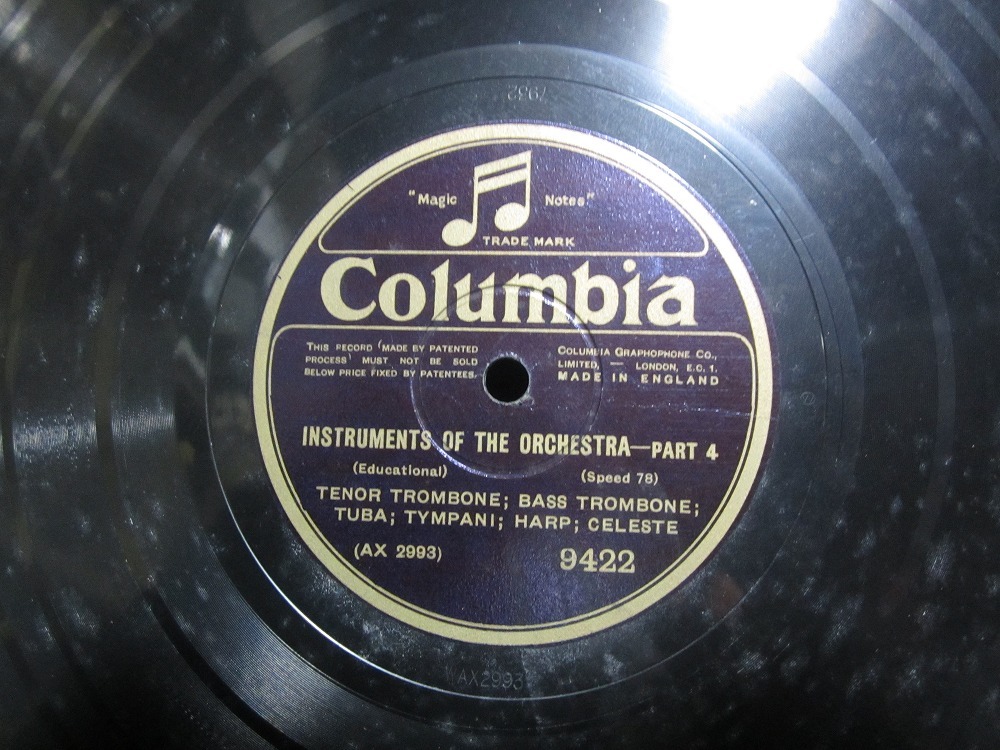 "Magic Notes"
TRADE MARK
Columbia
THIS RECORD (MADE BY PATENTED
PROCESS) MUST NOT BE SOLD
BELOW PRICE FIXED BY PATENTEES.
COLUMBIA GRAPHOPHONE CO.,
LIMITED, — LONDON, E.C. 1.
MADE IN ENGLAND
INSTRUMENTS OF THE ORCHESTRA—PART 4
(Educational) (Speed 78)
TENOR TROMBONE; BASS TROMBONE;
TUBA; TYMPANI; HARP; CELESTE
(AX 2993) 9422
AX2993